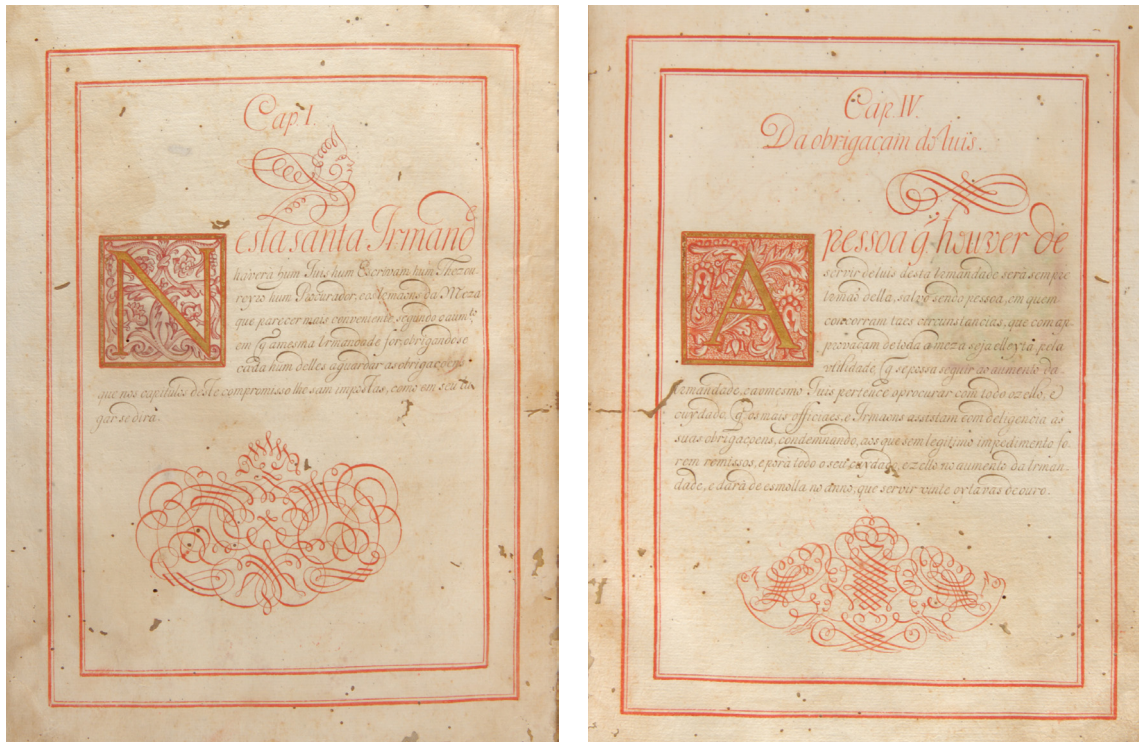 Cap. I.
Nesta santa Irmand.
haverá hum Juis hum Escrivam hum Thezou-
reyro hum Procurador, e os Irmaons da Meza
que parecer mais conveniente, segundo o aum.to
em q̃ a mesma Irmandade for, obrigandose
cada hum delles a guardar as obrigaçoens
que nos capitulos deste compromisso lhe sam impostas, como em seu lu
gar se dirá.
Cap. IV.
Da obrigaçam do Iuis.
A pessoa q̃ houver de
servir de Iuis desta Irmandade será sempre
Irmaõ della, salvo sendo pessoa, em quem
concorram taes circunstancias, que com ap-
provaçam de toda a meza seja elleyta pela
vtilidade, q̃ se possa seguir ao aumento da
Irmandade, e ao mesmo Juis pertence aprocurar com todo o zello, e
cuydado, q̃ os mais officiaes, e Irmaons assistam com deligencia as
suas obrigaçoens, condemnando, aos que sem legitimo impedimento fo-
rem remissos, e porá todo o seu cuydado, e zello no aumento da Irman-
dade, e dará de esmolla no anno, que servir vinte oytavas de ouro.